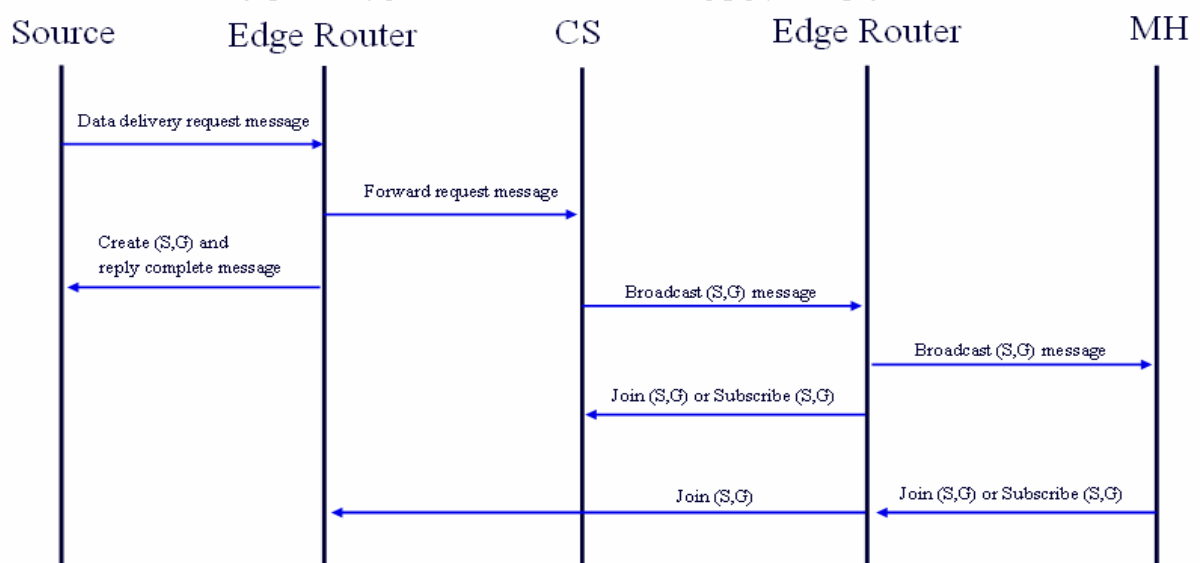 Source
Edge Router
CS
Edge Router
MH
Data delivery request message
Forward request message
Create (S,G) and
reply complete message
Broadcast (S,G) message
Broadcast (S,G) message
Join (S,G) or Subscribe (S,G)
Join (S,G)
Join (S,G) or Subscribe (S,G)